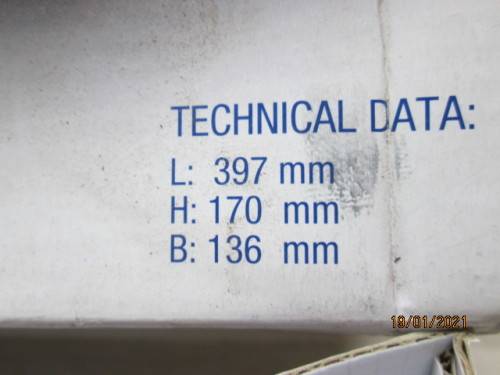 TECHNICAL DATA:
L: 397 mm
H: 170 mm
B: 136 mm
19/01/2021